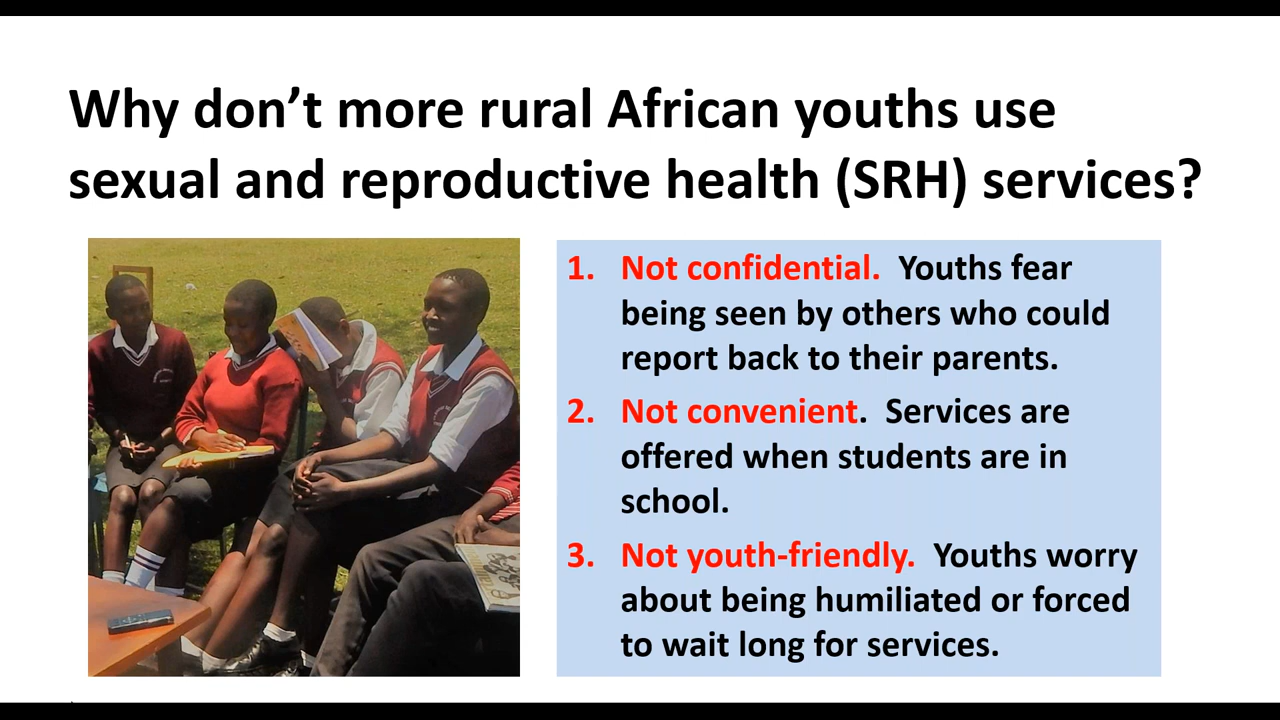 Why don’t more rural African youths use
sexual and reproductive health (SRH) services?
1. Not confidential. Youths fear
being seen by others who could
report back to their parents.
2. Not convenient. Services are
offered when students are in
school.
3. Not youth-friendly. Youths worry
about being humiliated or forced
to wait long for services.